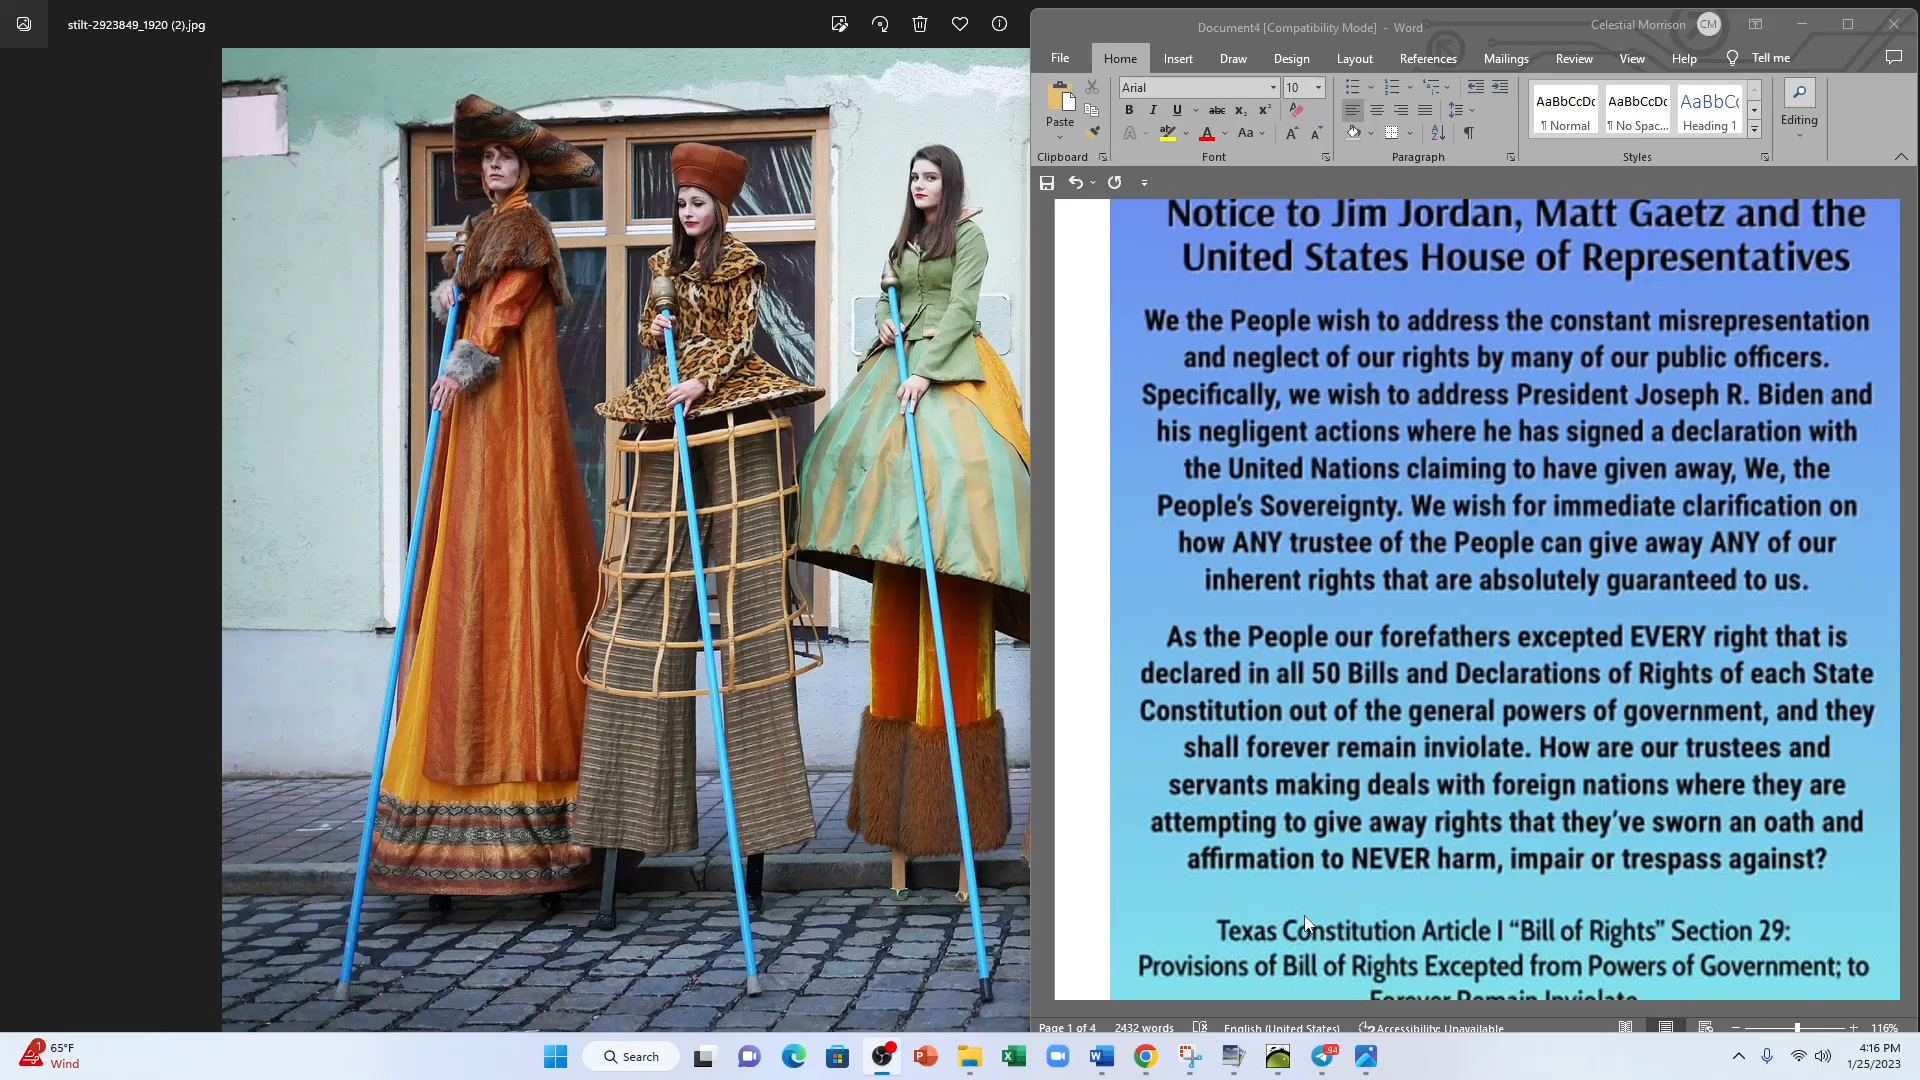 stilt-2923849_1920 (2).jpg
Document4 [Compatibility Mode] - Word
Celestial Morrison
CM
File
Home
Insert
Draw
Design
Layout
References
Mailings
Review
View
Help
Tell me
Paste
Clipboard
Arial
10
Font
Paragraph
AaBbCcDc
AaBbCcDc
AaBbCc
¶ Normal
¶ No Spac...
Heading 1
Styles
Editing
Notice to Jim Jordan, Matt Gaetz and the
United States House of Representatives
We the People wish to address the constant misrepresentation
and neglect of our rights by many of our public officers.
Specifically, we wish to address President Joseph R. Biden and
his negligent actions where he has signed a declaration with
the United Nations claiming to have given away, We, the
People's Sovereignty. We wish for immediate clarification on
how ANY trustee of the People can give away ANY of our
inherent rights that are absolutely guaranteed to us.
As the People our forefathers excepted EVERY right that is
declared in all 50 Bills and Declarations of Rights of each State
Constitution out of the general powers of government, and they
shall forever remain inviolate. How are our trustees and
servants making deals with foreign nations where they are
attempting to give away rights that they've sworn an oath and
affirmation to NEVER harm, impair or trespass against?
Texas Constitution Article I “Bill of Rights” Section 29:
Provisions of Bill of Rights Excepted from Powers of Government; to
Forever Remain Inviolate
Page 1 of 4
2432 words
English (United States)
Accessibility: Unavailable
116%
65°F
Wind
Search
94
4:16 PM
1/25/2023